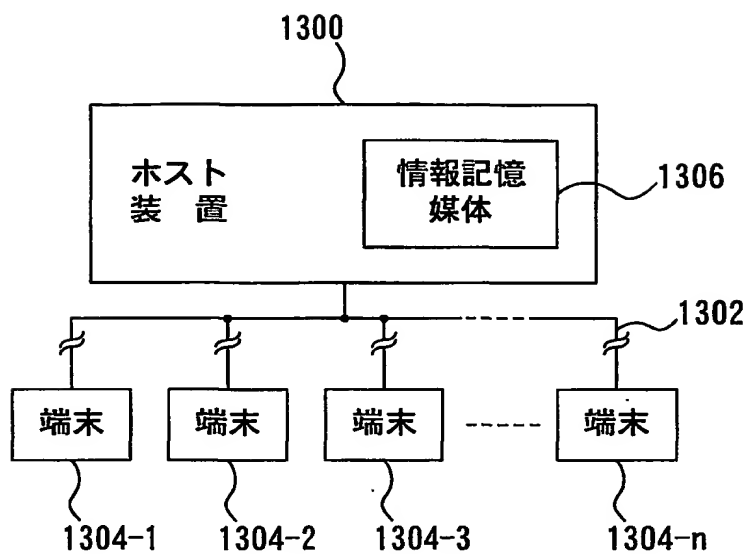 1300
ホスト
装 置
情報記憶
媒体
1306
1302
端末
端末
端末
端末
1304-1
1304-2
1304-3
1304-n